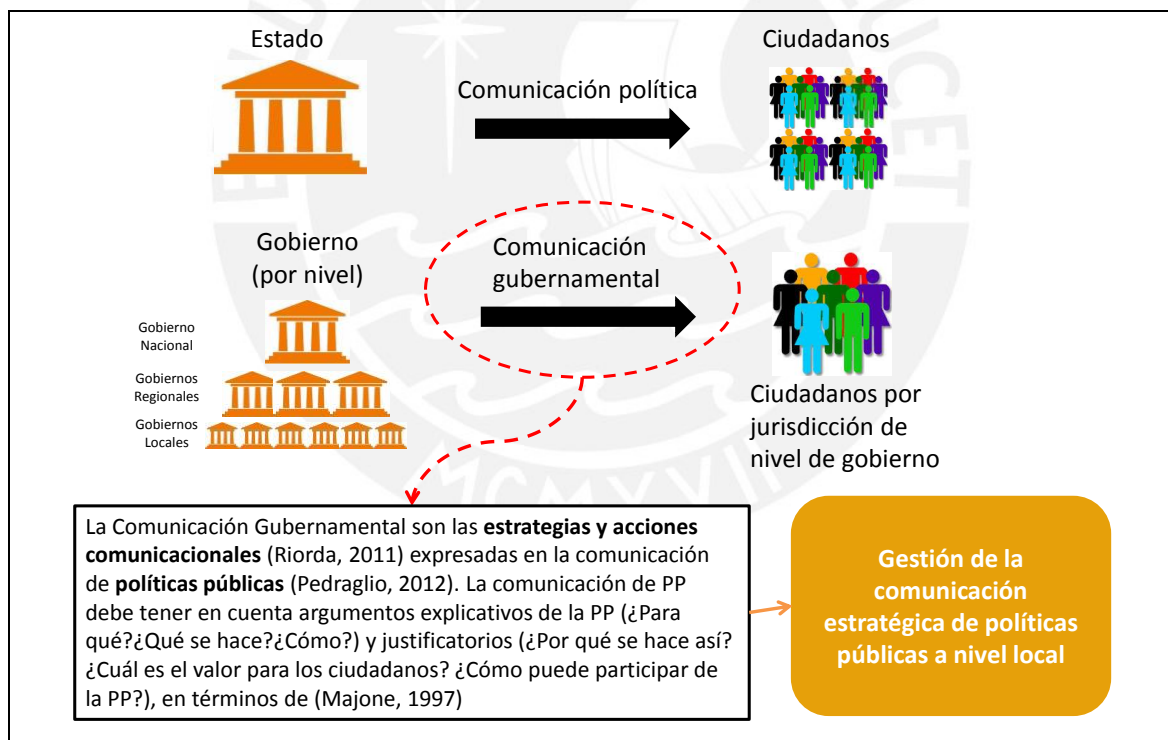 Estado
Ciudadanos
Comunicación política
Gobierno
(por nivel)
Comunicación
gubernamental
Gobierno
Nacional
Gobiernos
Regionales
Gobiernos
Locales
Ciudadanos por
jurisdicción de
nivel de gobierno
La Comunicación Gubernamental son las estrategias y acciones
comunicacionales (Riorda, 2011) expresadas en la comunicación
de políticas públicas (Pedraglio, 2012). La comunicación de PP
debe tener en cuenta argumentos explicativos de la PP (¿Para
qué?¿Qué se hace?¿Cómo?) y justificatorios (¿Por qué se hace así?
¿Cuál es el valor para los ciudadanos? ¿Cómo puede participar de
la PP?), en términos de (Majone, 1997)
Gestión de la
comunicación
estratégica de políticas
públicas a nivel local
MCMXVII